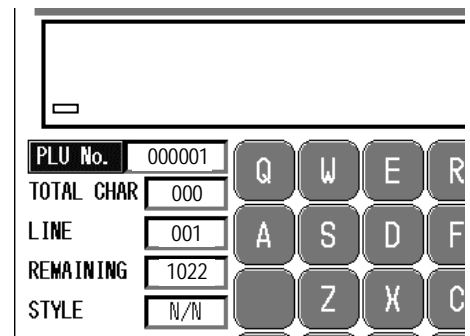 PLU No. 000001
TOTAL CHAR 000
LINE 001
REMAINING 1022
STYLE N/N
Q W E R
A S D F
Z X C